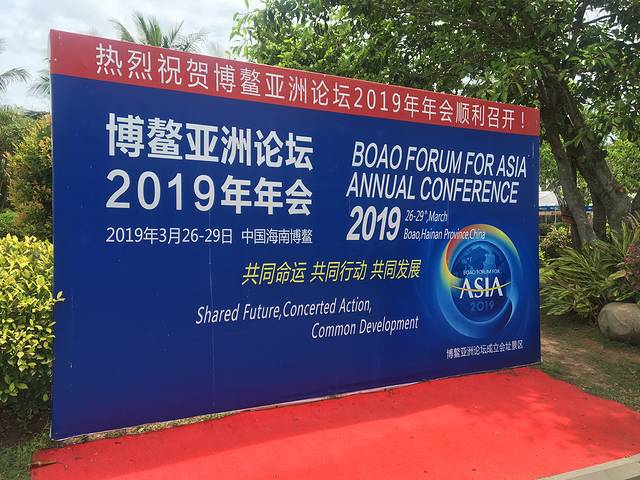 热烈祝贺博鳌亚洲论坛2019年年会顺利召开！
博鳌亚洲论坛
2019年年会
2019年3月26-29日 中国海南博鳌
BOAO FORUM FOR ASIA
ANNUAL CONFERENCE
2019
26-29th,March
Boao,Hainan Province,China
共同命运 共同行动 共同发展
Shared Future,Concerted Action,
Common Development
BOAO FORUM FOR
ASIA
2019
博鳌亚洲论坛成立会址景区